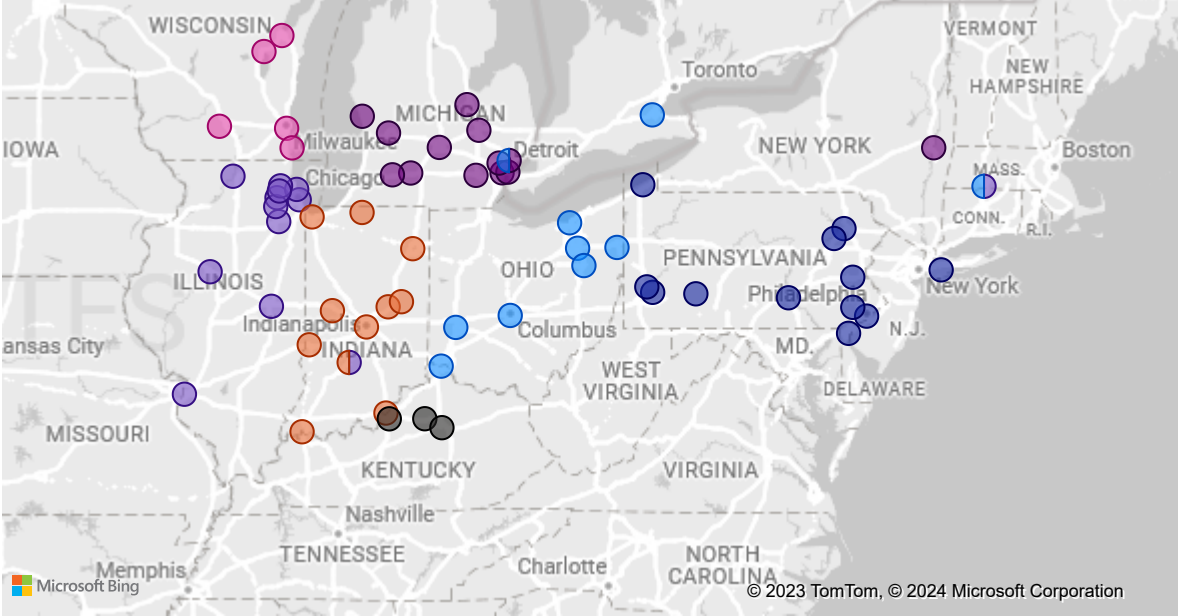 WISCONSIN
VERMONT
Toronto
NEW
HAMPSHIRE
MICHIGAN
IOWA
Milwaukee
Detroit
NEW YORK
Boston
Chicago
MASS.
CONN.
R.I.
PENNSYLVANIA
OHIO
ILLINOIS
New York
Philadelphia
Indianapolis
Columbus
N.J.
ansas City
INDIANA
MD.
WEST
VIRGINIA
DELAWARE
MISSOURI
KENTUCKY
VIRGINIA
Nashville
TENNESSEE
Charlotte
NORTH
CAROLINA
Memphis
Microsoft Bing
© 2023 TomTom, © 2024 Microsoft Corporation